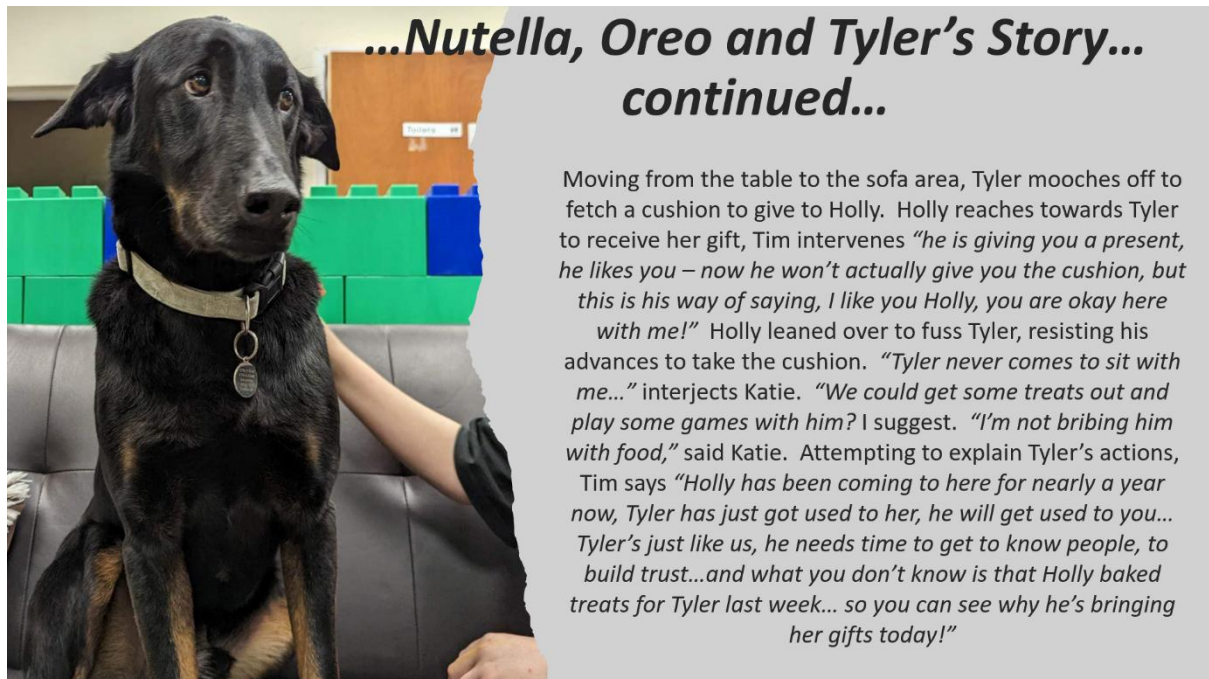 …Nutella, Oreo and Tyler’s Story…
continued…
Toilets
Moving from the table to the sofa area, Tyler mooches off to
fetch a cushion to give to Holly.  Holly reaches towards Tyler
to receive her gift, Tim intervenes “he is giving you a present,
he likes you – now he won’t actually give you the cushion, but
this is his way of saying, I like you Holly, you are okay here
with me!”  Holly leaned over to fuss Tyler, resisting his
advances to take the cushion.  “Tyler never comes to sit with
me…” interjects Katie.  “We could get some treats out and
play some games with him? I suggest.  “I’m not bribing him
with food,” said Katie.  Attempting to explain Tyler’s actions,
Tim says “Holly has been coming to here for nearly a year
now, Tyler has just got used to her, he will get used to you…
Tyler’s just like us, he needs time to get to know people, to
build trust…and what you don’t know is that Holly baked
treats for Tyler last week… so you can see why he’s bringing
her gifts today!”